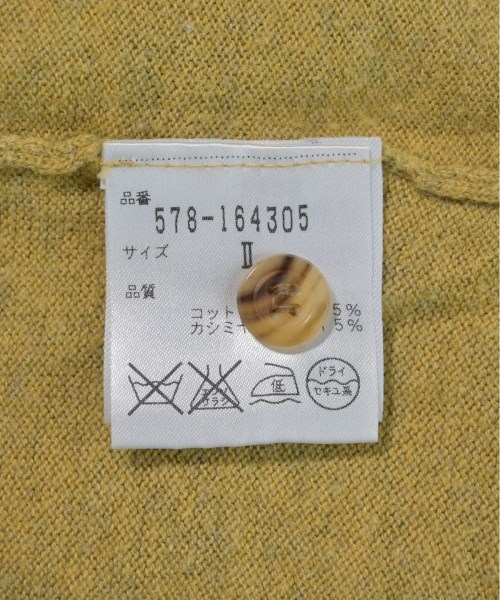 品番
578-164305
サイズ Ⅱ
品質
コット 5%
カシミ 5%
低
ドライ
セキユ系